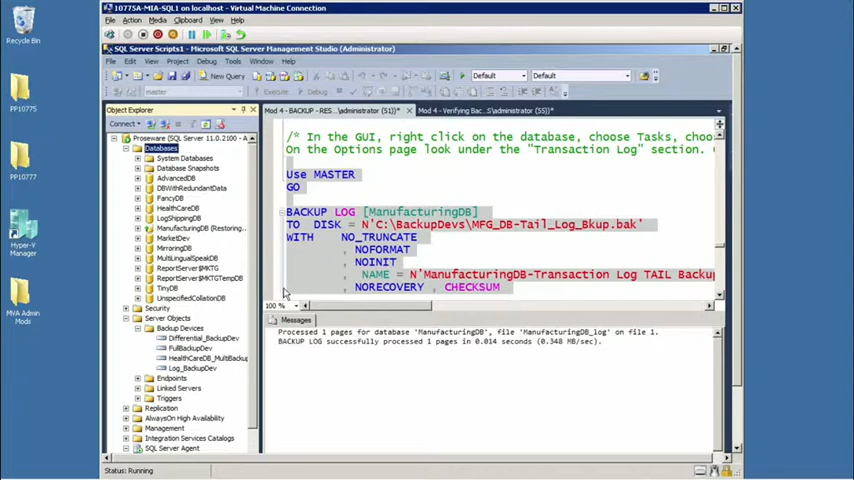 10775A-MIA-SQL1 on localhost - Virtual Machine Connection
File Action Media Clipboard View Help
SQL Server Scripts1 - Microsoft SQL Server Management Studio (Administrator)
File Edit View Debug Tools Window Help
New Query Default Default
master Execute Debug
Object Explorer
Connect
Proseware (SQL Server 11.0.2100 - A
Databases
System Databases
Database Snapshots
AdvancedDB
DBWithRedundantData
FancyDB
HealthCareDB
LogShippingDB
ManufacturingDB (Restoring...
MarketDev
MirroringDB
MultiLingualSpeakDB
ReportServer$MKTG
ReportServer$MKTGTempDB
TinyDB
UnspecifiedCollationDB
Security
Server Objects
Backup Devices
Differential_BackupDev
FullBackupDev
HealthCareDB_MultiBackup
Log_BackupDev
Endpoints
Linked Servers
Triggers
Replication
AlwaysOn High Availability
Management
Integration Services Catalogs
SQL Server Agent
Mod 4 - BACKUP - RES...\administrator (51))*
Mod 4 - Verifying Bac...S\administrator (55))*
/* In the GUI, right click on the database, choose Tasks, choo
On the Options page look under the "Transaction Log" section.
Use MASTER
GO
BACKUP LOG [ManufacturingDB]
TO DISK = N'C:\BackupDevs\MFG_DB-Tail_Log_Bkup.bak'
WITH NO_TRUNCATE
, NOFORMAT
, NOINIT
, NAME = N'ManufacturingDB-Transaction Log TAIL Backup
, NORECOVERY , CHECKSUM
100 %
Messages
Processed 1 pages for database 'ManufacturingDB', file 'ManufacturingDB_log' on file 1.
BACKUP LOG successfully processed 1 pages in 0.014 seconds (0.348 MB/sec).
Status: Running
Recycle Bin
PP10775
PP10777
Hyper-V
Manager
MVA Admin
Mods